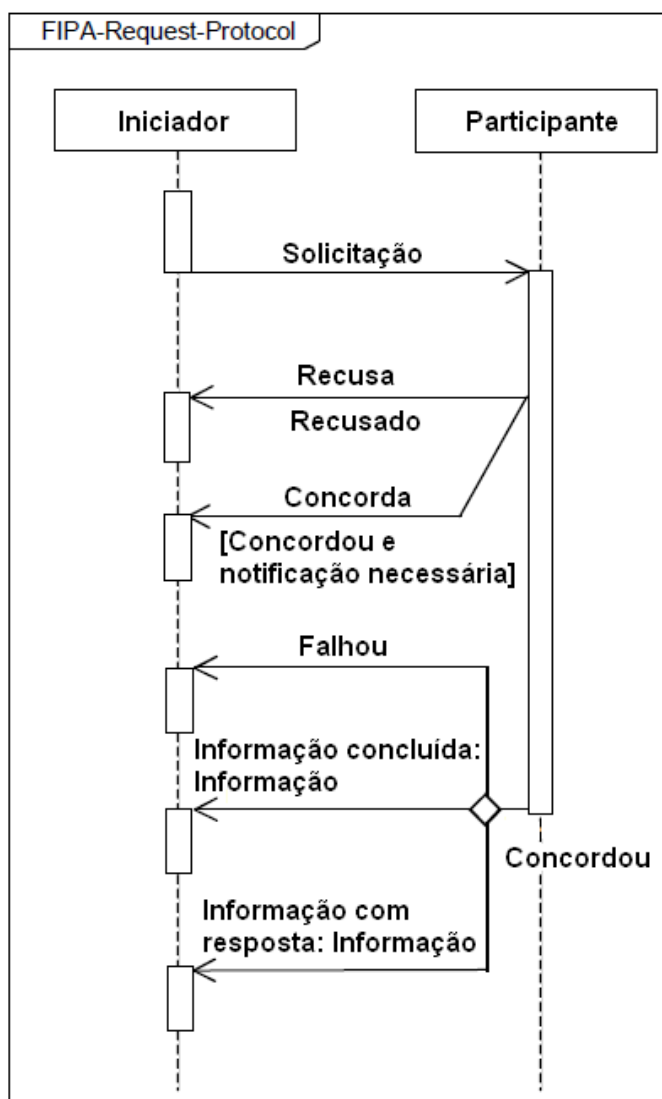 FIPA-Request-Protocol
Iniciador
Participante
Solicitação
Recusa
Recusado
Concorda
[Concordou e
notificação necessária]
Falhou
Informação concluída:
Informação
Concordou
Informação com
resposta: Informação